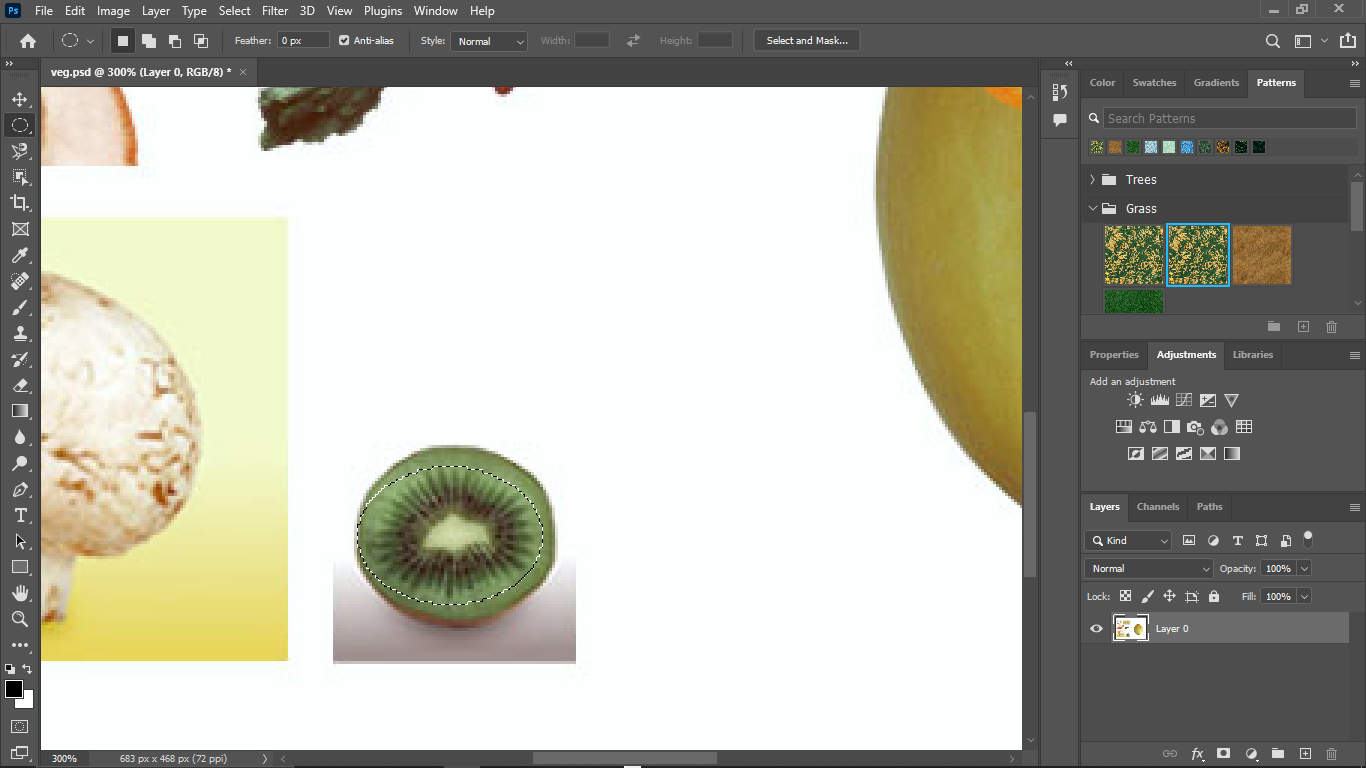 Ps File Edit Image Layer Type Select Filter 3D View Plugins Window Help
Feather: 0 px Anti-alias Style: Normal Width: Height: Select and Mask...
veg.psd @ 300% (Layer 0, RGB/8) * ×
Color Swatches Gradients Patterns
Search Patterns
Trees
Grass
Properties Adjustments Libraries
Add an adjustment
Layers Channels Paths
Kind
Normal Opacity: 100%
Lock: Fill: 100%
Layer 0
300% 683 px x 468 px (72 ppi)